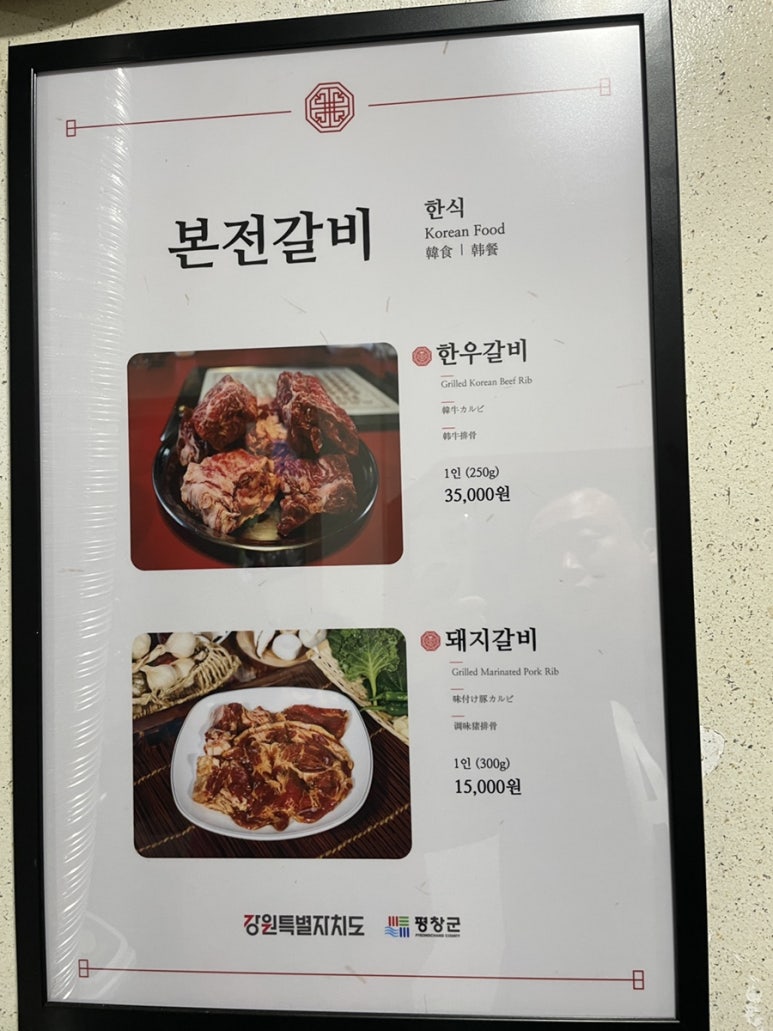 본전갈비
한식
Korean Food
韓食 | 韩餐
한우갈비
Grilled Korean Beef Rib
韓牛カルビ
韩牛排骨
1인 (250g)
35,000원
돼지갈비
Grilled Marinated Pork Rib
味付け豚カルビ
调味猪排骨
1인 (300g)
15,000원
강원특별자치도
평창군
PYEONGCHANG COUNTY